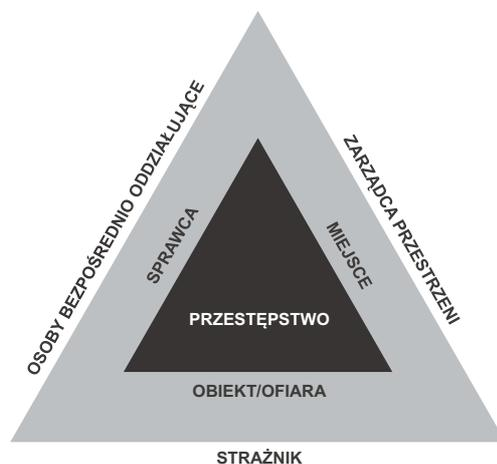 OSOBY BEZPOŚREDNIO ODDZIAŁUJĄCE
ZARZĄDCA PRZESTRZENI
SPRAWCA
MIEJSCE
PRZESTĘPSTWO
OBIEKT/OFIARA
STRAŻNIK